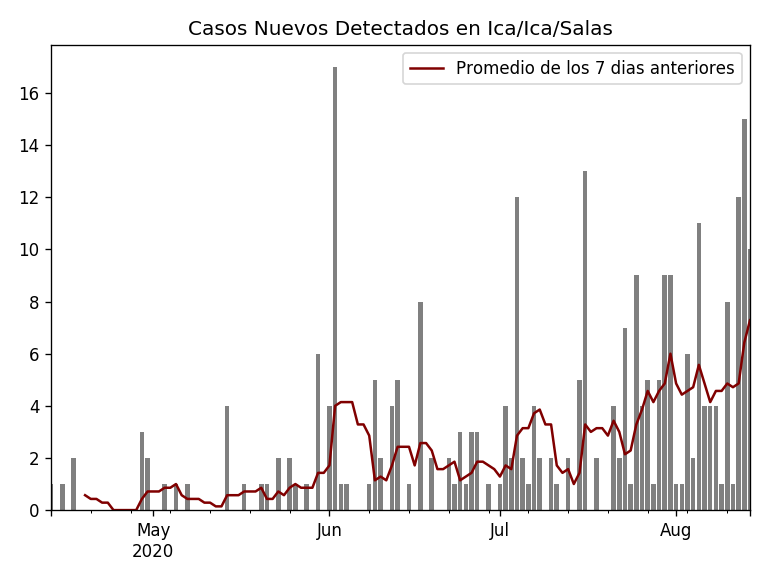 Casos Nuevos Detectados en Ica/Ica/Salas
Promedio de los 7 dias anteriores
16
14
12
10
8
6
4
2
0
May
2020
Jun
Jul
Aug